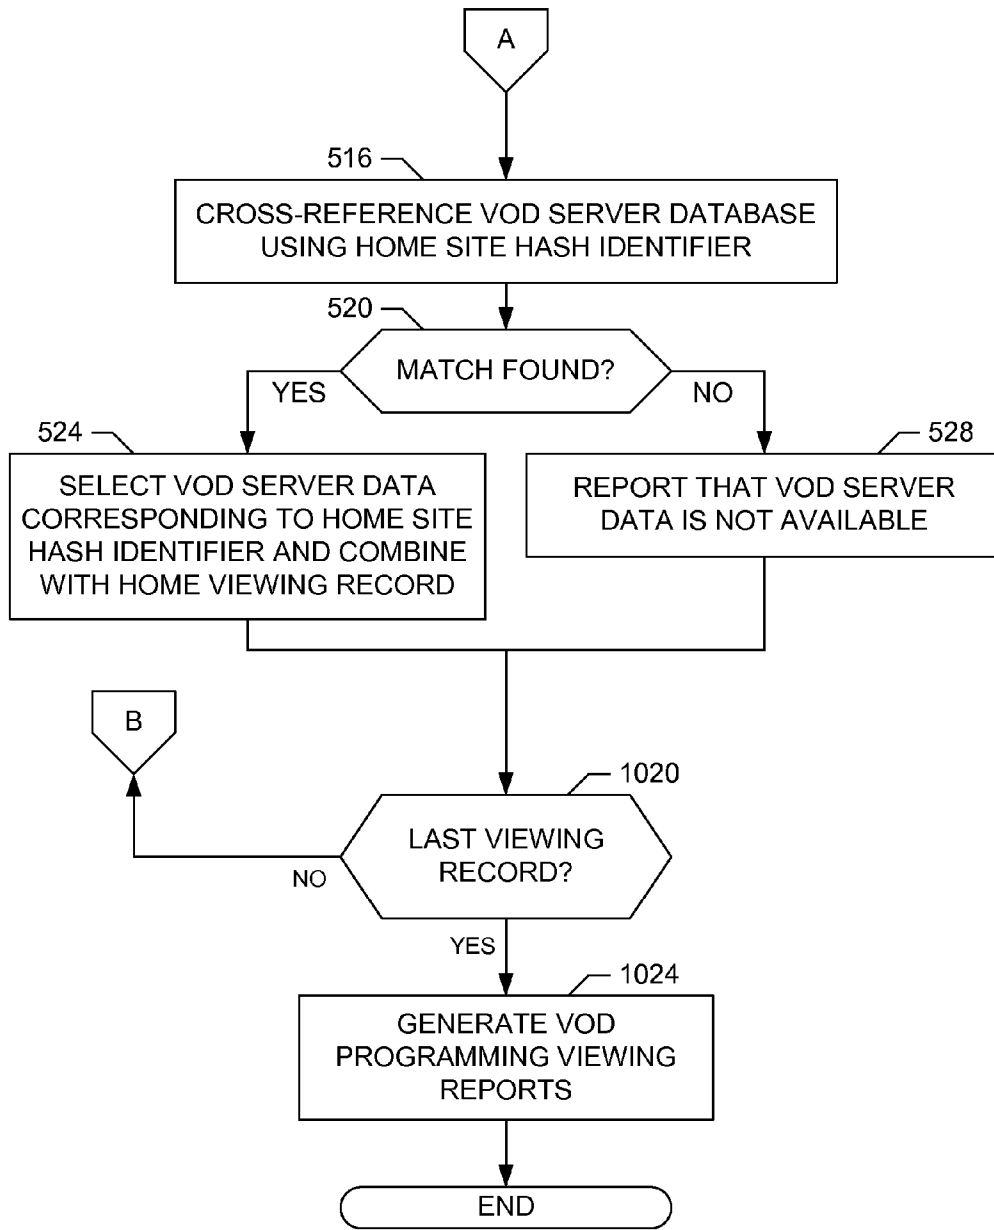 A
516
CROSS-REFERENCE VOD SERVER DATABASE
USING HOME SITE HASH IDENTIFIER
520
MATCH FOUND?
YES
NO
524
528
SELECT VOD SERVER DATA
CORRESPONDING TO HOME SITE
HASH IDENTIFIER AND COMBINE
WITH HOME VIEWING RECORD
REPORT THAT VOD SERVER
DATA IS NOT AVAILABLE
B
1020
LAST VIEWING
RECORD?
NO
YES
1024
GENERATE VOD
PROGRAMMING VIEWING
REPORTS
END